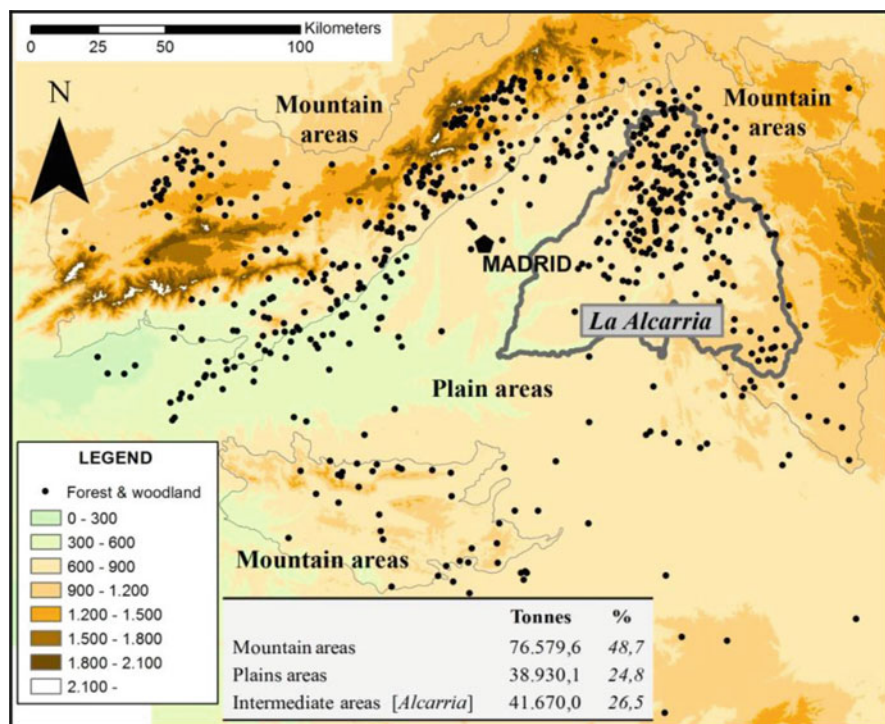 Kilometers
0 25 50 100
N
Mountain
areas
Mountain
areas
MADRID
La Alcarria
Plain areas
LEGEND
Forest & woodland
0 - 300
300 - 600
600 - 900
900 - 1.200
1.200 - 1.500
1.500 - 1.800
1.800 - 2.100
2.100 -
Mountain areas
Tonnes %
Mountain areas 76.579,6 48,7
Plains areas 38.930,1 24,8
Intermediate areas [Alcarria] 41.670,0 26,5